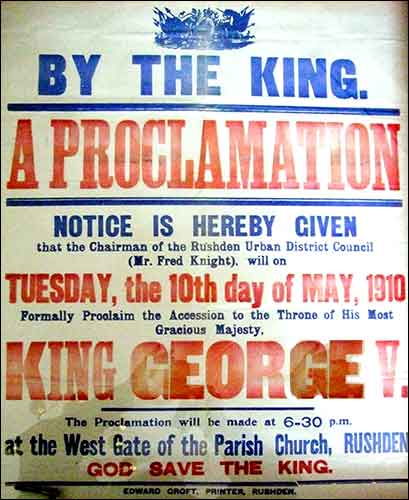 BY THE KING.
A PROCLAMATION
NOTICE IS HEREBY GIVEN
that the Chairman of the Rushden Urban District Council
(Mr. Fred Knight), will on
TUESDAY, the 10th day of MAY, 1910
Formally Proclaim the Accession to the Throne of His Most
Gracious Majesty,
KING GEORGE V.
The Proclamation will be made at 6-30 p.m.
at the West Gate of the Parish Church, RUSHDEN
GOD SAVE THE KING.
EDWARD CROFT, PRINTER, RUSHDEN.